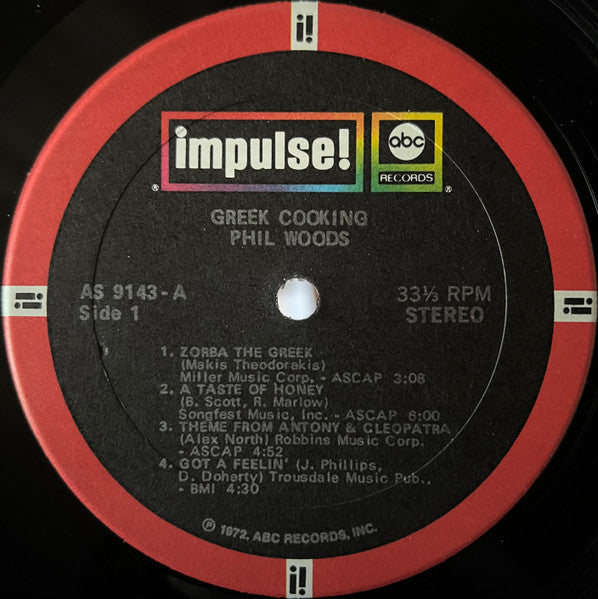 i!
impulse!
abc
RECORDS
®
®
GREEK COOKING
PHIL WOODS
AS 9143-A
Side 1
33⅓ RPM
STEREO
i!
i!
1. ZORBA THE GREEK
(Makis Theodorakis)
Miller Music Corp. - ASCAP 3:08
2. A TASTE OF HONEY
(B. Scott, R. Marlow)
Songfest Music, Inc. - ASCAP 6:00
3. THEME FROM ANTONY & CLEOPATRA
(Alex North) Robbins Music Corp.
- ASCAP 4:52
4. GOT A FEELIN' (J. Phillips,
D. Doherty) Trousdale Music Pub.,
- BMI 4:30
℗ 1972, ABC RECORDS, INC.
i!